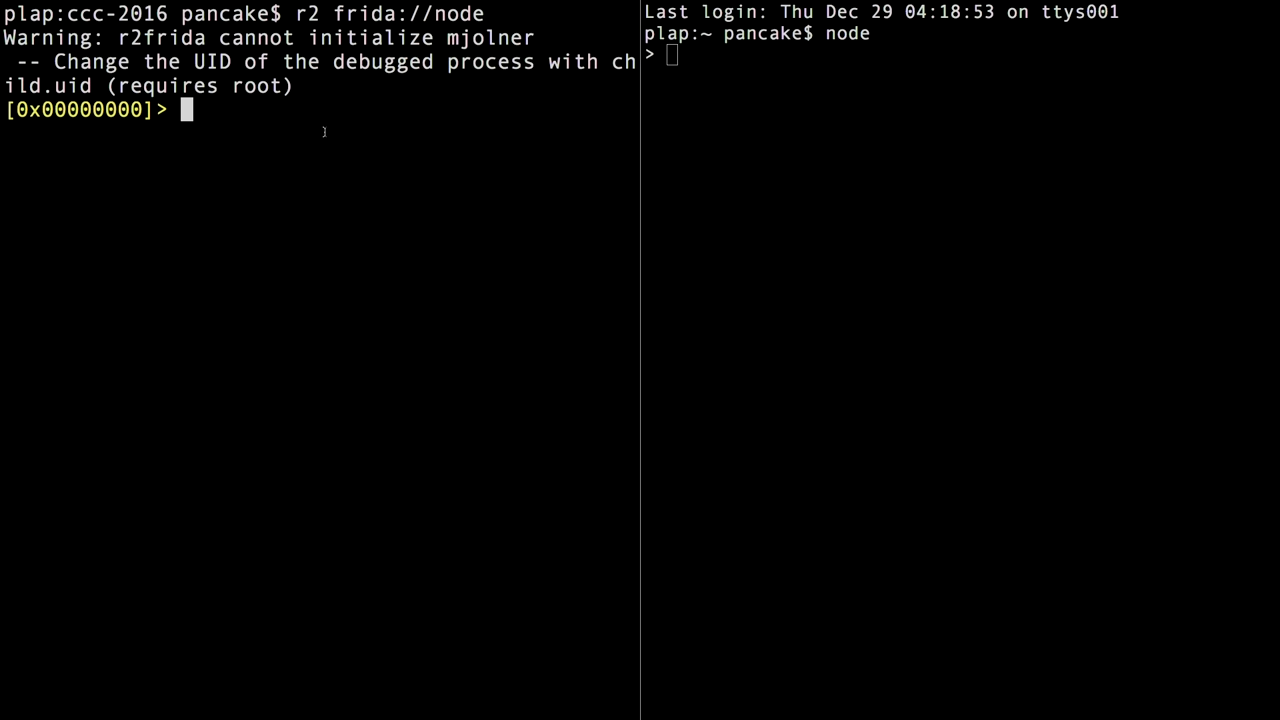 plap:ccc-2016 pancake$ r2 frida://node
Warning: r2frida cannot initialize mjolner
 -- Change the UID of the debugged process with ch
ild.uid (requires root)
[0x00000000]>
Last login: Thu Dec 29 04:18:53 on ttys001
plap:~ pancake$ node
>